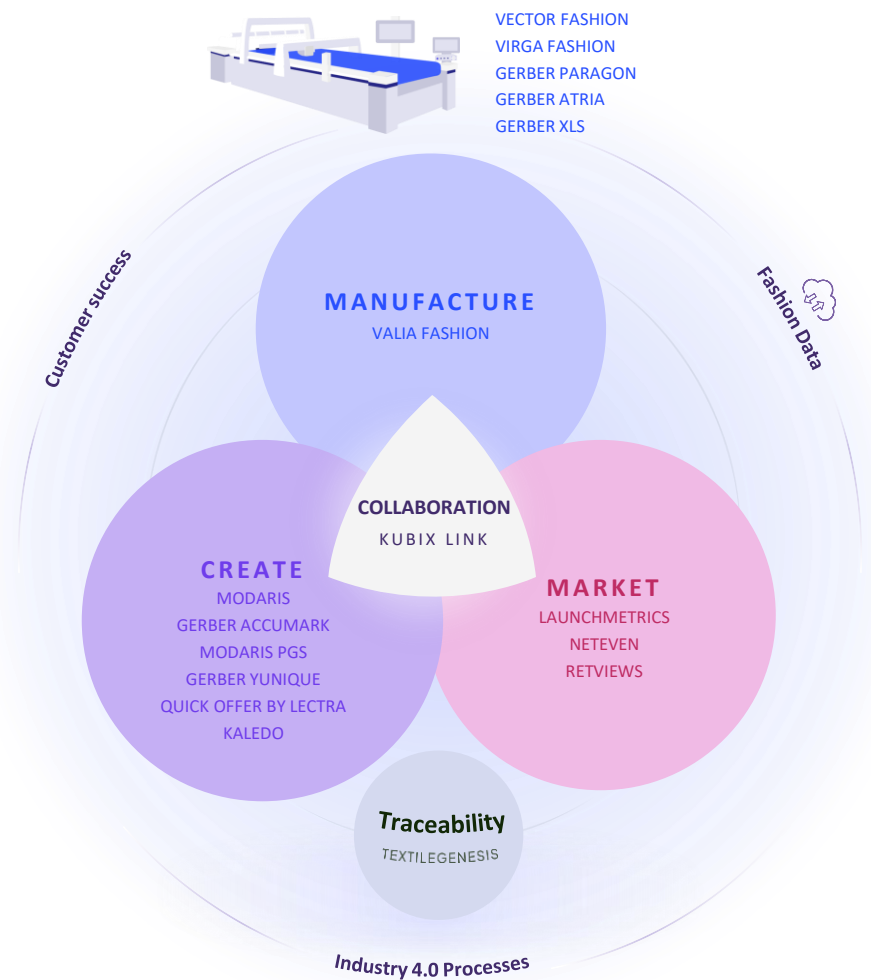 VECTOR FASHION
VIRGA FASHION
GERBER PARAGON
GERBER ATRIA
GERBER XLS
Customer success
Fashion Data
MANUFACTURE
VALIA FASHION
COLLABORATION
KUBIX LINK
CREATE
MODARIS
GERBER ACCUMARK
MODARIS PGS
GERBER YUNIQUE
QUICK OFFER BY LECTRA
KALEDO
MARKET
LAUNCHMETRICS
NETEVEN
RETVIEWS
Traceability
TEXTILEGENESIS
Industry 4.0 Processes